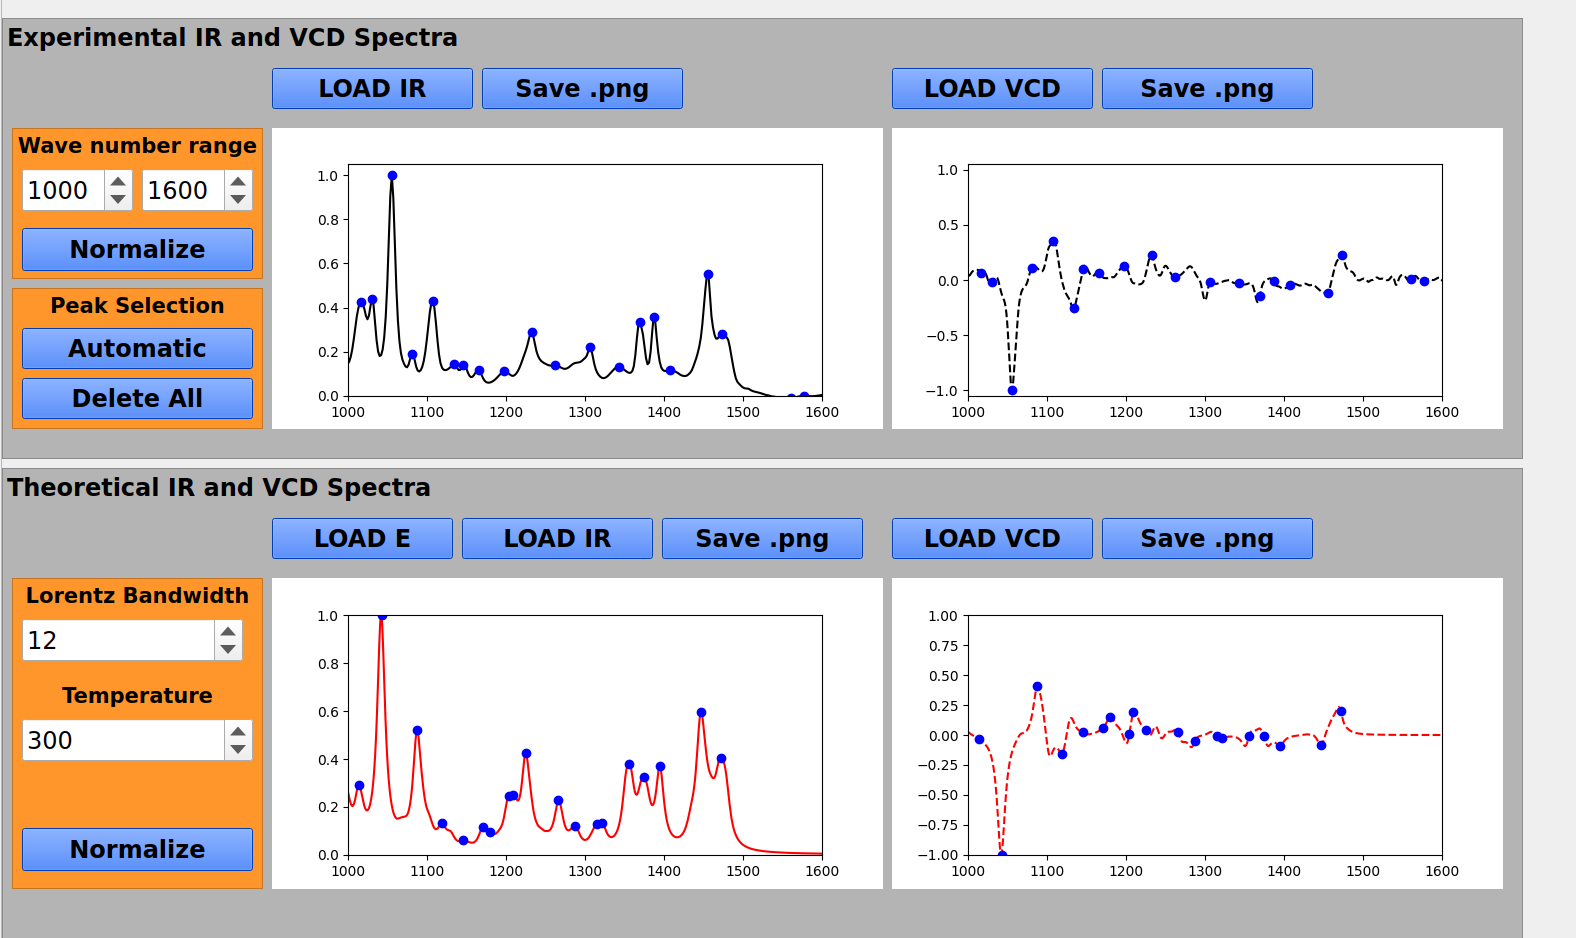 Experimental IR and VCD Spectra
LOAD IR
Save .png
LOAD VCD
Save .png
Wave number range
1000
1600
Normalize
Peak Selection
Automatic
Delete All
1.0
0.8
0.6
0.4
0.2
0.0
1000 1100 1200 1300 1400 1500 1600
1.0
0.5
0.0
−0.5
−1.0
1000 1100 1200 1300 1400 1500 1600
Theoretical IR and VCD Spectra
LOAD E
LOAD IR
Save .png
LOAD VCD
Save .png
Lorentz Bandwidth
12
Temperature
300
Normalize
1.0
0.8
0.6
0.4
0.2
0.0
1000 1100 1200 1300 1400 1500 1600
1.00
0.75
0.50
0.25
0.00
−0.25
−0.50
−0.75
−1.00
1000 1100 1200 1300 1400 1500 1600